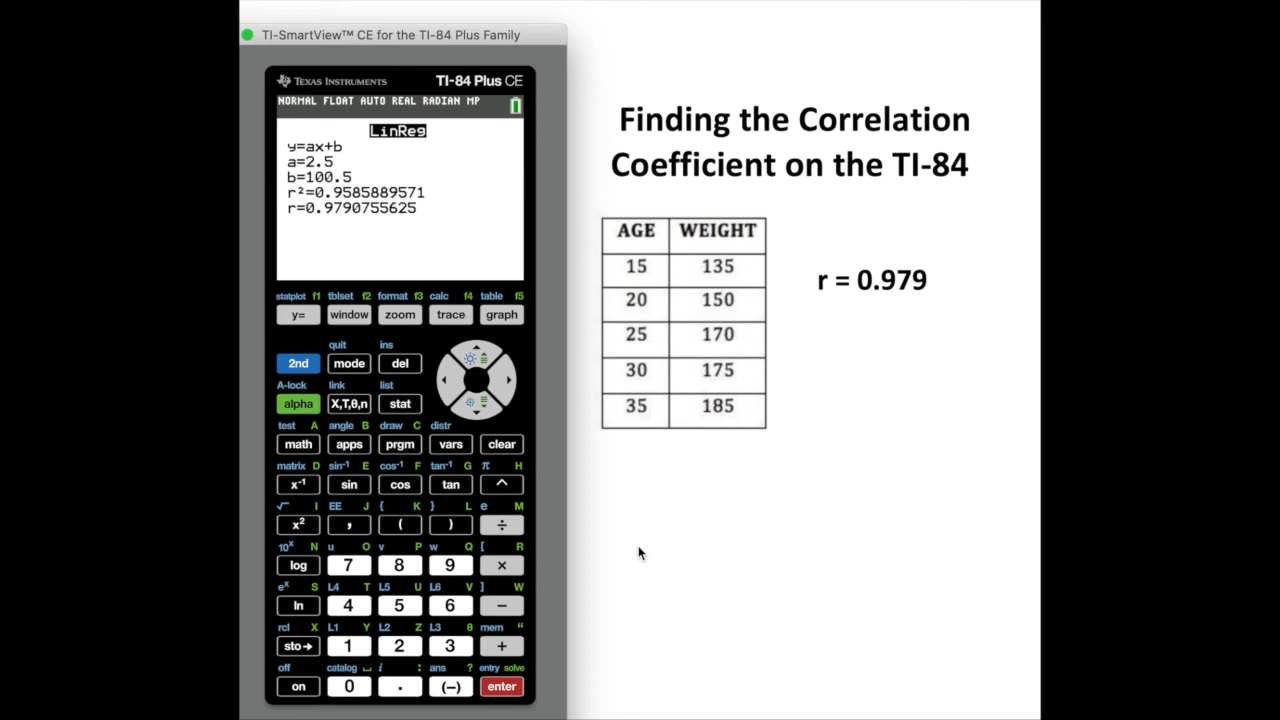 TI-SmartView™ CE for the TI-84 Plus Family
TEXAS INSTRUMENTS TI-84 Plus CE
NORMAL FLOAT AUTO REAL RADIAN MP
LinReg
y=ax+b
a=2.5
b=100.5
r²=0.9585889571
r=0.9790755625
statplot f1 tblset f2 format f3 calc f4 table f5
y= window zoom trace graph
quit ins
2nd mode del
A-lock link list
alpha X,T,θ,n stat
test A angle B draw C distr
math apps prgm vars clear
matrix D sin⁻¹ E cos⁻¹ F tan⁻¹ G π H
x⁻¹ sin cos tan ^
√ I EE J { K } L e M
x² , ( ) ÷
10ˣ N u O v P w Q [ R
log 7 8 9 ×
eˣ S L4 T L5 U L6 V ] W
ln 4 5 6 −
rcl X L1 Y L2 Z L3 θ mem “
sto→ 1 2 3 +
off catalog ⎵ i : ans ? entry solve
on 0 . (−) enter
Finding the Correlation
Coefficient on the TI-84
AGE WEIGHT
15 135
20 150
25 170
30 175
35 185
r = 0.979